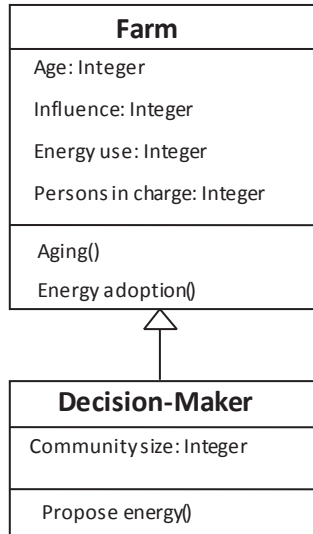 Farm
Age: Integer
Influence: Integer
Energy use: Integer
Persons in charge: Integer
Aging()
Energy adoption()
Decision-Maker
Community size: Integer
Propose energy()